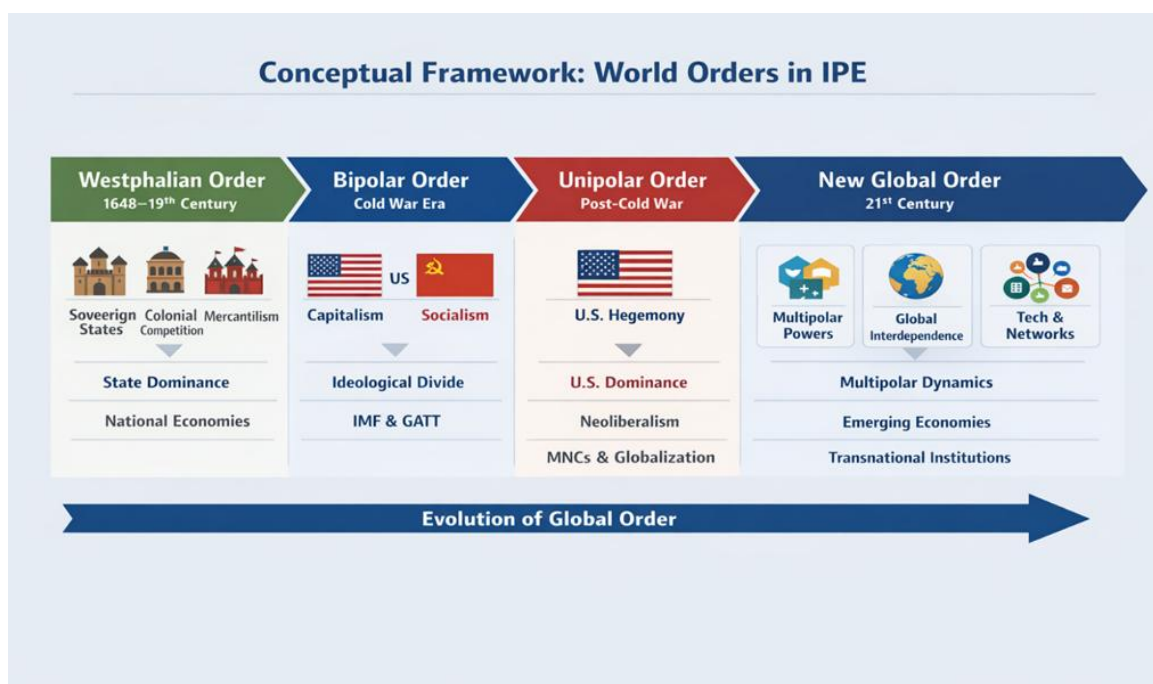 Conceptual Framework: World Orders in IPE
Westphalian Order
1648–19th Century
Bipolar Order
Cold War Era
Unipolar Order
Post-Cold War
New Global Order
21st Century
Soveerign
States
Colonial
Competition
Mercantilism
State Dominance
National Economies
US
Capitalism
Socialism
Ideological Divide
IMF & GATT
U.S. Hegemony
U.S. Dominance
Neoliberalism
MNCs & Globalization
Multipolar
Powers
Global
Interdependence
Tech &
Networks
Multipolar Dynamics
Emerging Economies
Transnational Institutions
Evolution of Global Order